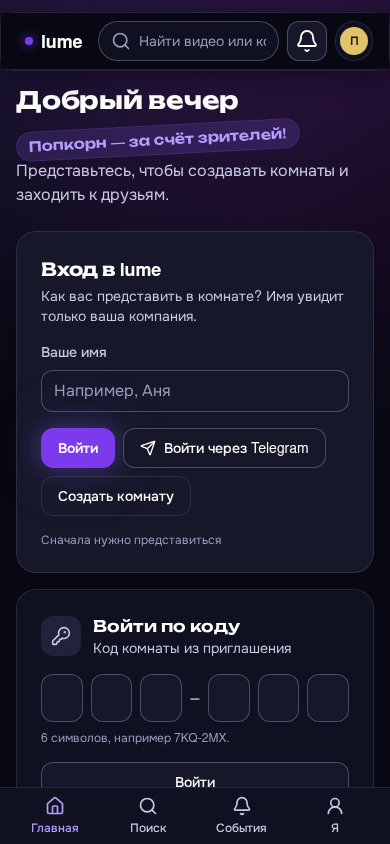 lume
Найти видео или ко
П
Добрый вечер
Попкорн — за счёт зрителей!
Представьтесь, чтобы создавать комнаты и
заходить к друзьям.
Вход в lume
Как вас представить в комнате? Имя увидит
только ваша компания.
Ваше имя
Например, Аня
Войти
Войти через Telegram
Создать комнату
Сначала нужно представиться
Войти по коду
Код комнаты из приглашения
–
6 символов, например 7KQ-2MX.
Войти
Главная
Поиск
События
Я